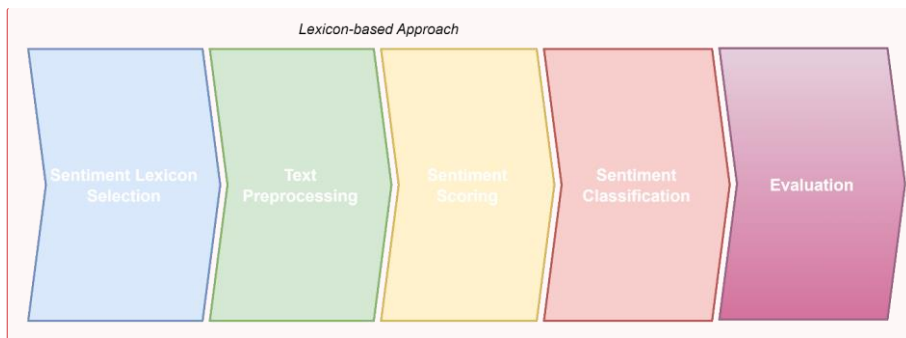 Lexicon-based Approach
Sentiment Lexicon
Selection
Text
Preprocessing
Sentiment
Scoring
Sentiment
Classification
Evaluation